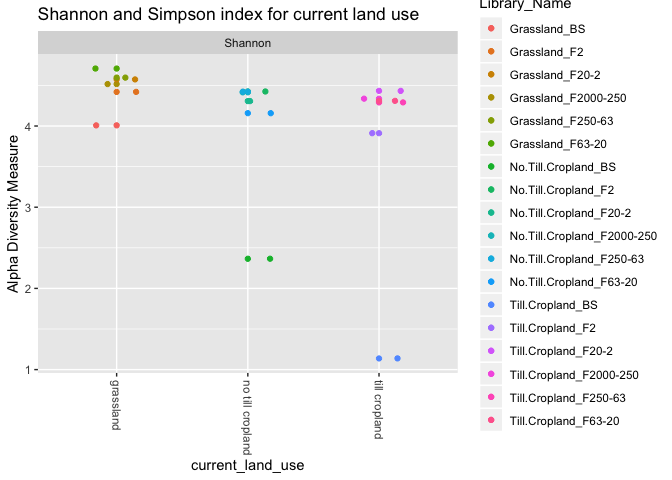 Shannon and Simpson index for current land use
Shannon
Alpha Diversity Measure
4
3
2
1
grassland
no till cropland
till cropland
current_land_use
Library_Name
Grassland_BS
Grassland_F2
Grassland_F20-2
Grassland_F2000-250
Grassland_F250-63
Grassland_F63-20
No.Till.Cropland_BS
No.Till.Cropland_F2
No.Till.Cropland_F20-2
No.Till.Cropland_F2000-250
No.Till.Cropland_F250-63
No.Till.Cropland_F63-20
Till.Cropland_BS
Till.Cropland_F2
Till.Cropland_F20-2
Till.Cropland_F2000-250
Till.Cropland_F250-63
Till.Cropland_F63-20